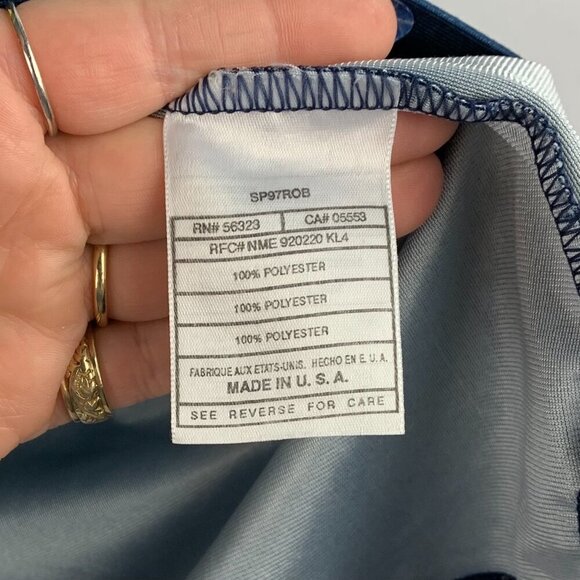 SP97ROB
RN# 56323 CA# 05553
RFC# NME 920220 KL4
100% POLYESTER
100% POLYESTER
100% POLYESTER
FABRIQUE AUX ETATS-UNIS. HECHO EN E. U. A.
MADE IN U. S. A.
SEE REVERSE FOR CARE